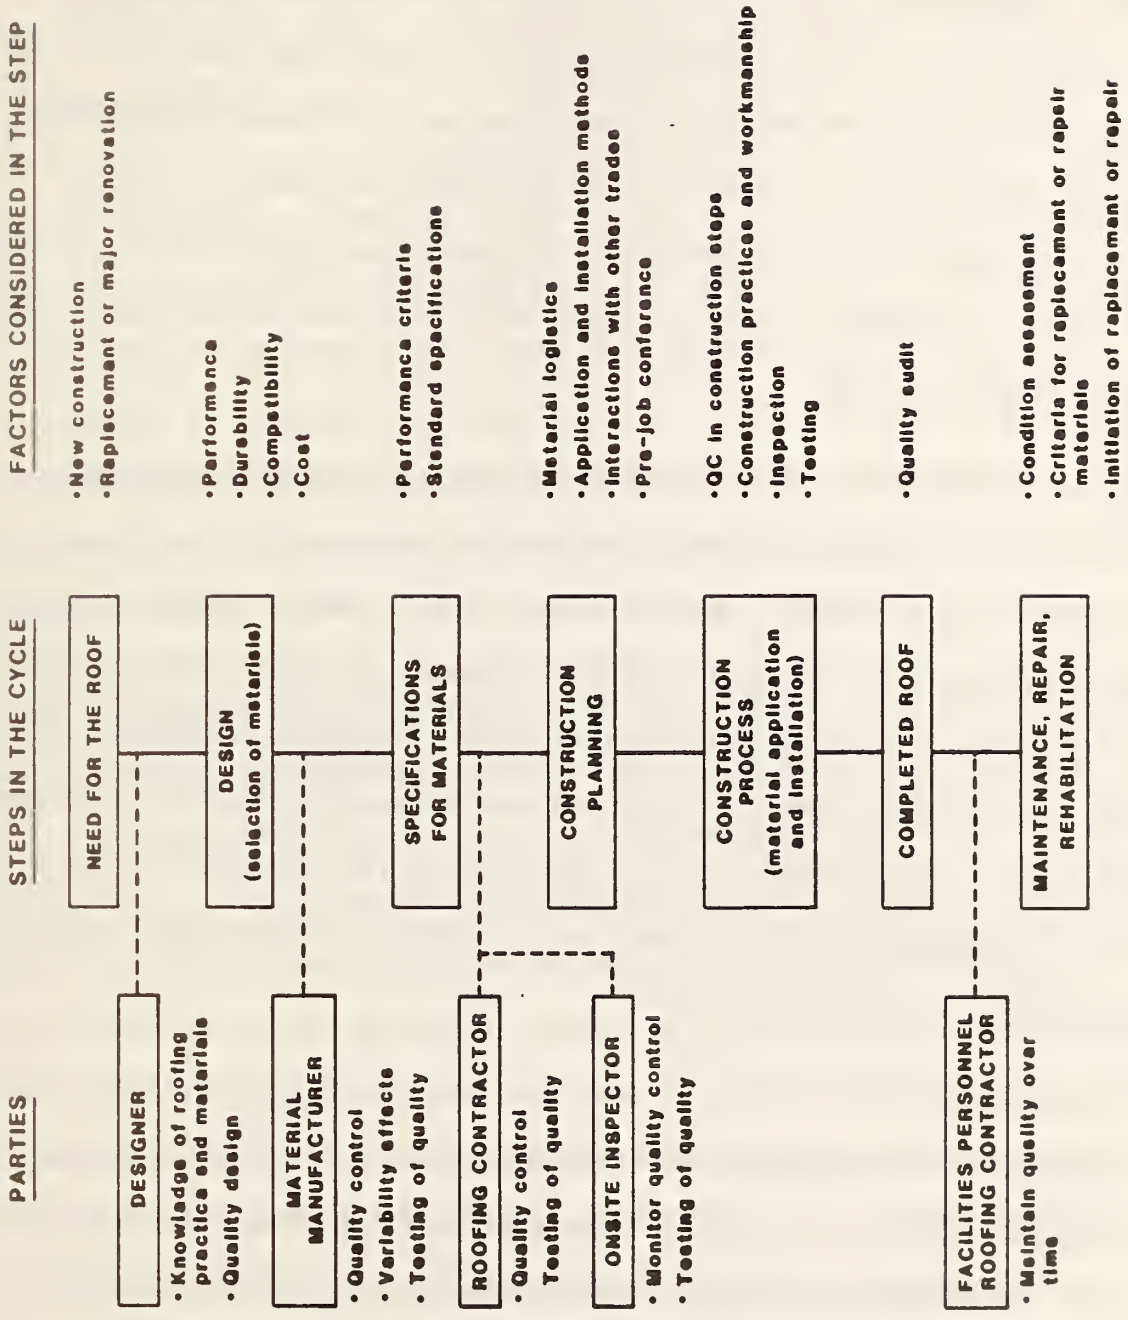 PARTIES
DESIGNER
• Knowledge of roofing
practice and materials
• Quality design
MATERIAL
MANUFACTURER
• Quality control
• Variability effects
• Testing of quality
ROOFING CONTRACTOR
• Quality control
Testing of quality
ONSITE INSPECTOR
• Monitor quality control
• Testing of quality
FACILITIES PERSONNEL
ROOFING CONTRACTOR
• Maintain quality over
time
STEPS IN THE CYCLE
NEED FOR THE ROOF
DESIGN
(selection of materials)
SPECIFICATIONS
FOR MATERIALS
CONSTRUCTION
PLANNING
CONSTRUCTION
PROCESS
(material application
and installation)
COMPLETED ROOF
MAINTENANCE, REPAIR,
REHABILITATION
FACTORS CONSIDERED IN THE STEP
• New construction
• Replacement or major renovation
• Performance
• Durability
• Compatibility
• Cost
• Performance criteria
• Standard specifications
• Material logistics
• Application and installation methods
• Interactions with other trades
• Pre-job conference
• QC in construction steps
• Construction practices and workmanship
• Inspection
• Testing
• Quality audit
• Condition assessment
• Criteria for replacement or repair
materials
• Initiation of replacement or repair